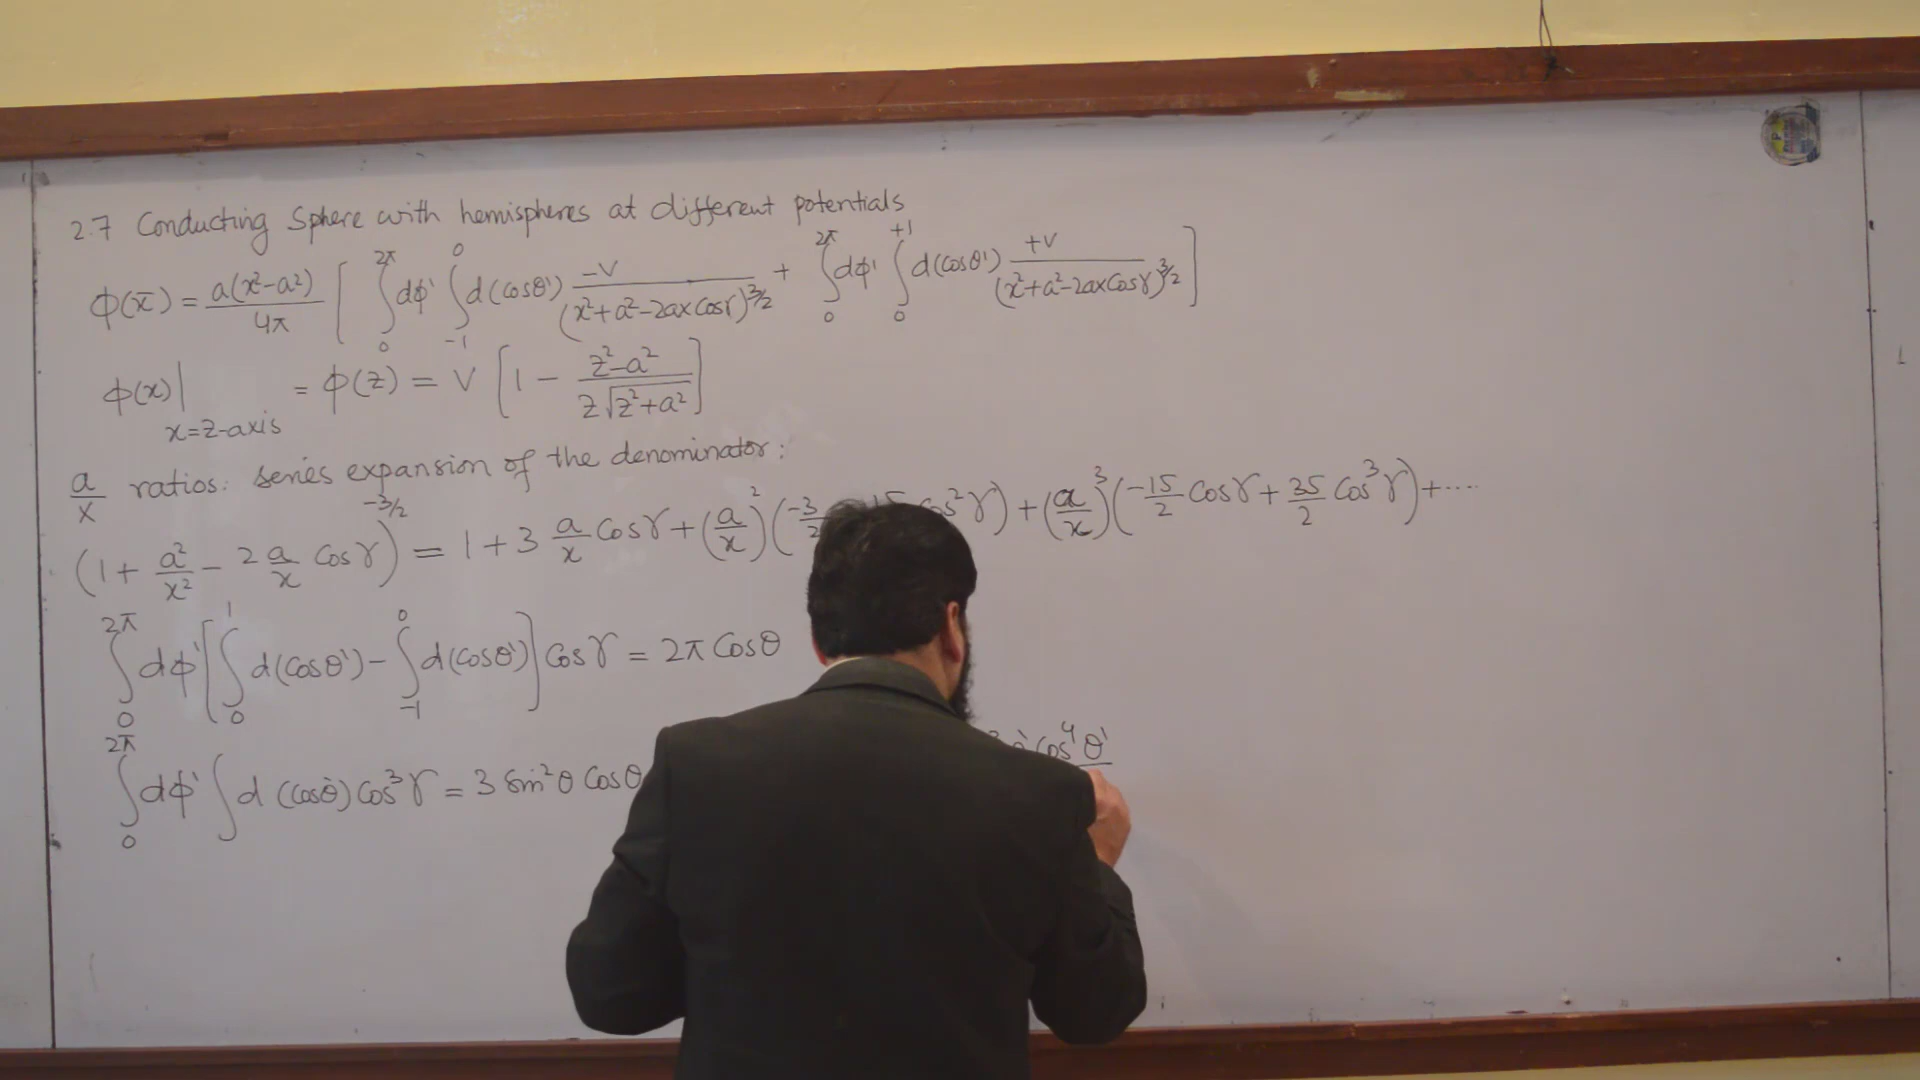 2.7 Conducting Sphere with hemispheres at different potentials
Φ(x̄) = a(x²-a²)/4π [ ∫₀^2π dΦ' ∫₋₁^0 d(cosθ') -V/(x²+a²-2ax Cosγ)^3/2 + ∫₀^2π dΦ' ∫₀^+1 d(cosθ') +V/(x²+a²-2ax Cosγ)^3/2 ]
Φ(x)| x=z-axis = Φ(z) = V [1 - z²-a²/z√z²+a²]
a/x ratios: series expansion of the denominator:
(1 + a²/x² - 2 a/x Cosγ)^-3/2 = 1 + 3 a/x Cosγ + (a/x)² (-3/2 cos²γ) + (a/x)³ (-15/2 Cosγ + 35/2 Cos³γ) + ....
∫₀^2π dΦ' [∫₀^1 d(cosθ') - ∫₋₁^0 d(cosθ')] Cosγ = 2π Cosθ
∫₀^2π dΦ' ∫ d(cosθ') Cos³γ = 3 Sin²θ Cosθ Cos⁴θ'